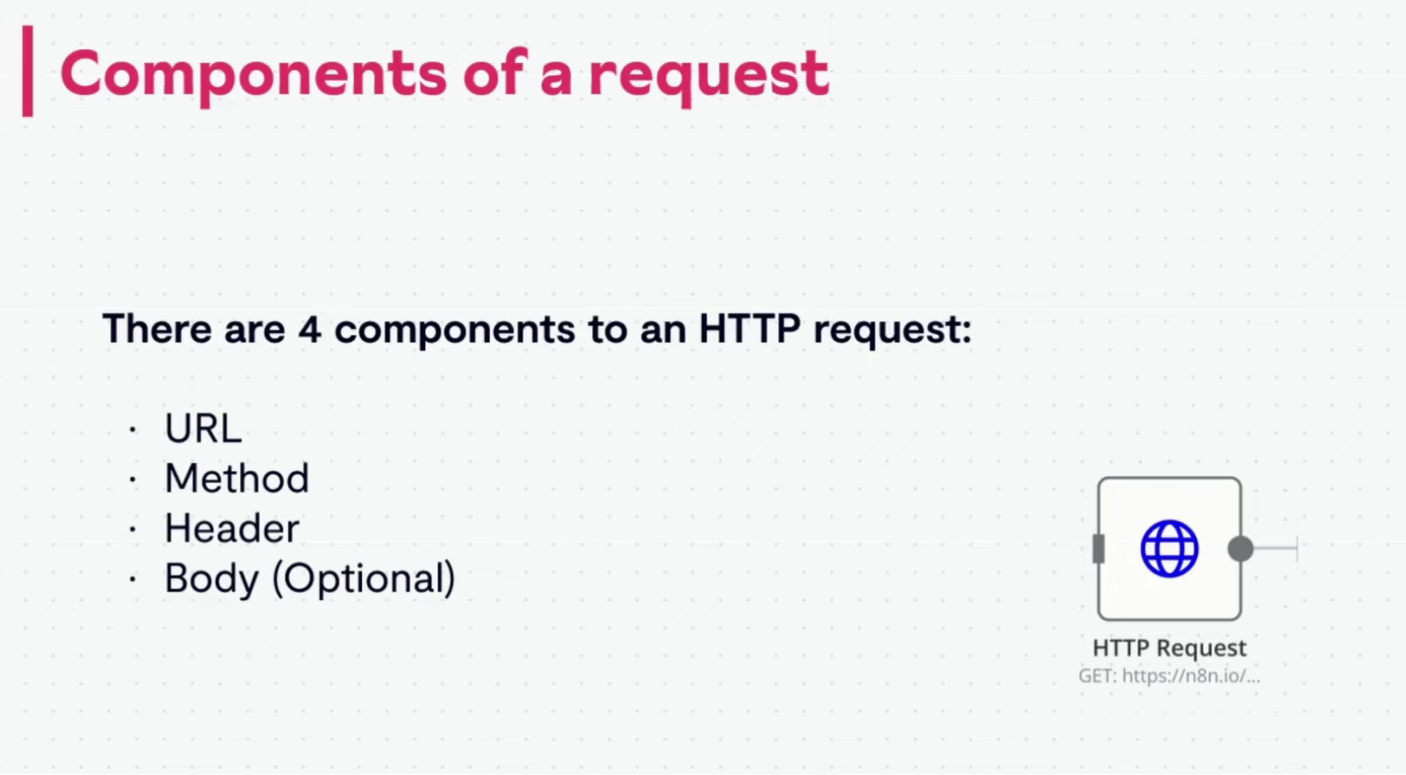 Components of a request
There are 4 components to an HTTP request:
· URL
· Method
· Header
· Body (Optional)
HTTP Request
GET: https://n8n.io/...